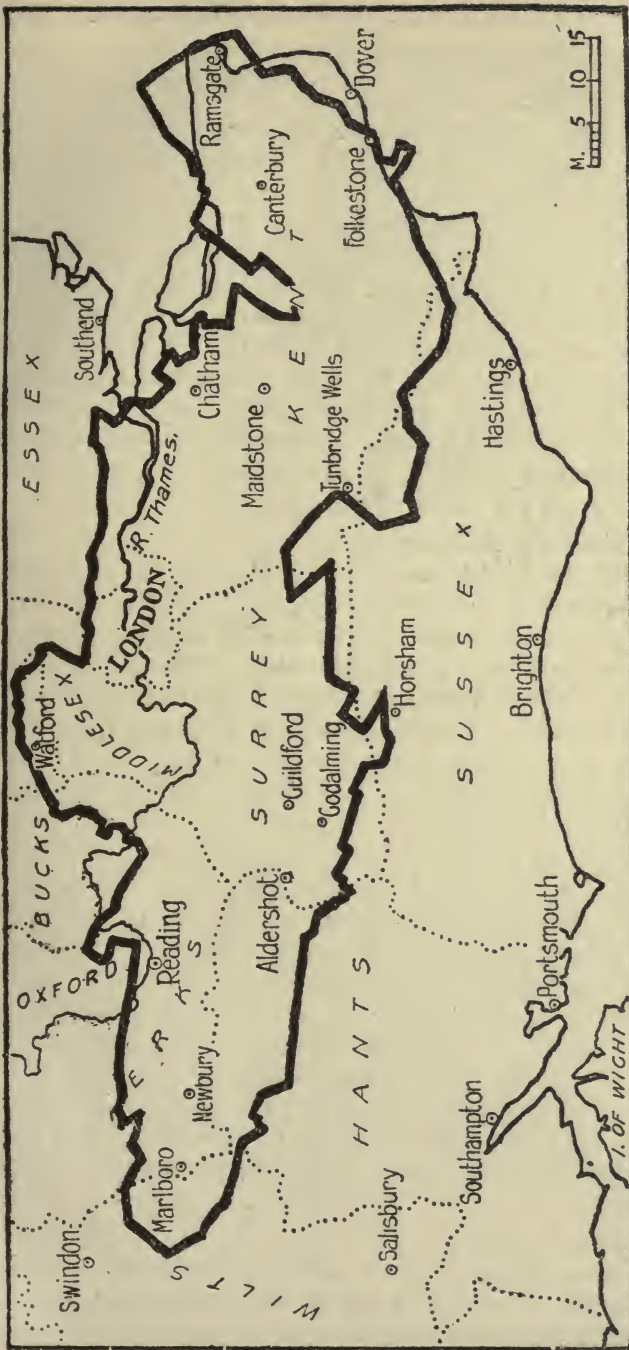 ESSEX
Southend
BUCKS
Watford
MIDDLESEX
LONDON
R. Thames.
OXFORD
Reading
BERKS
Newbury
Marlboro
Swindon
WILTS
Chatham
Ramsgate
Canterbury
Maidstone
KENT
Dover
Folkestone
SURREY
Guildford
Godalming
Aldershot
Tunbridge Wells
Horsham
HANTS
SUSSEX
Hastings
Brighton
Salisbury
Southampton
Portsmouth
I. OF WIGHT
M. 5 10 15